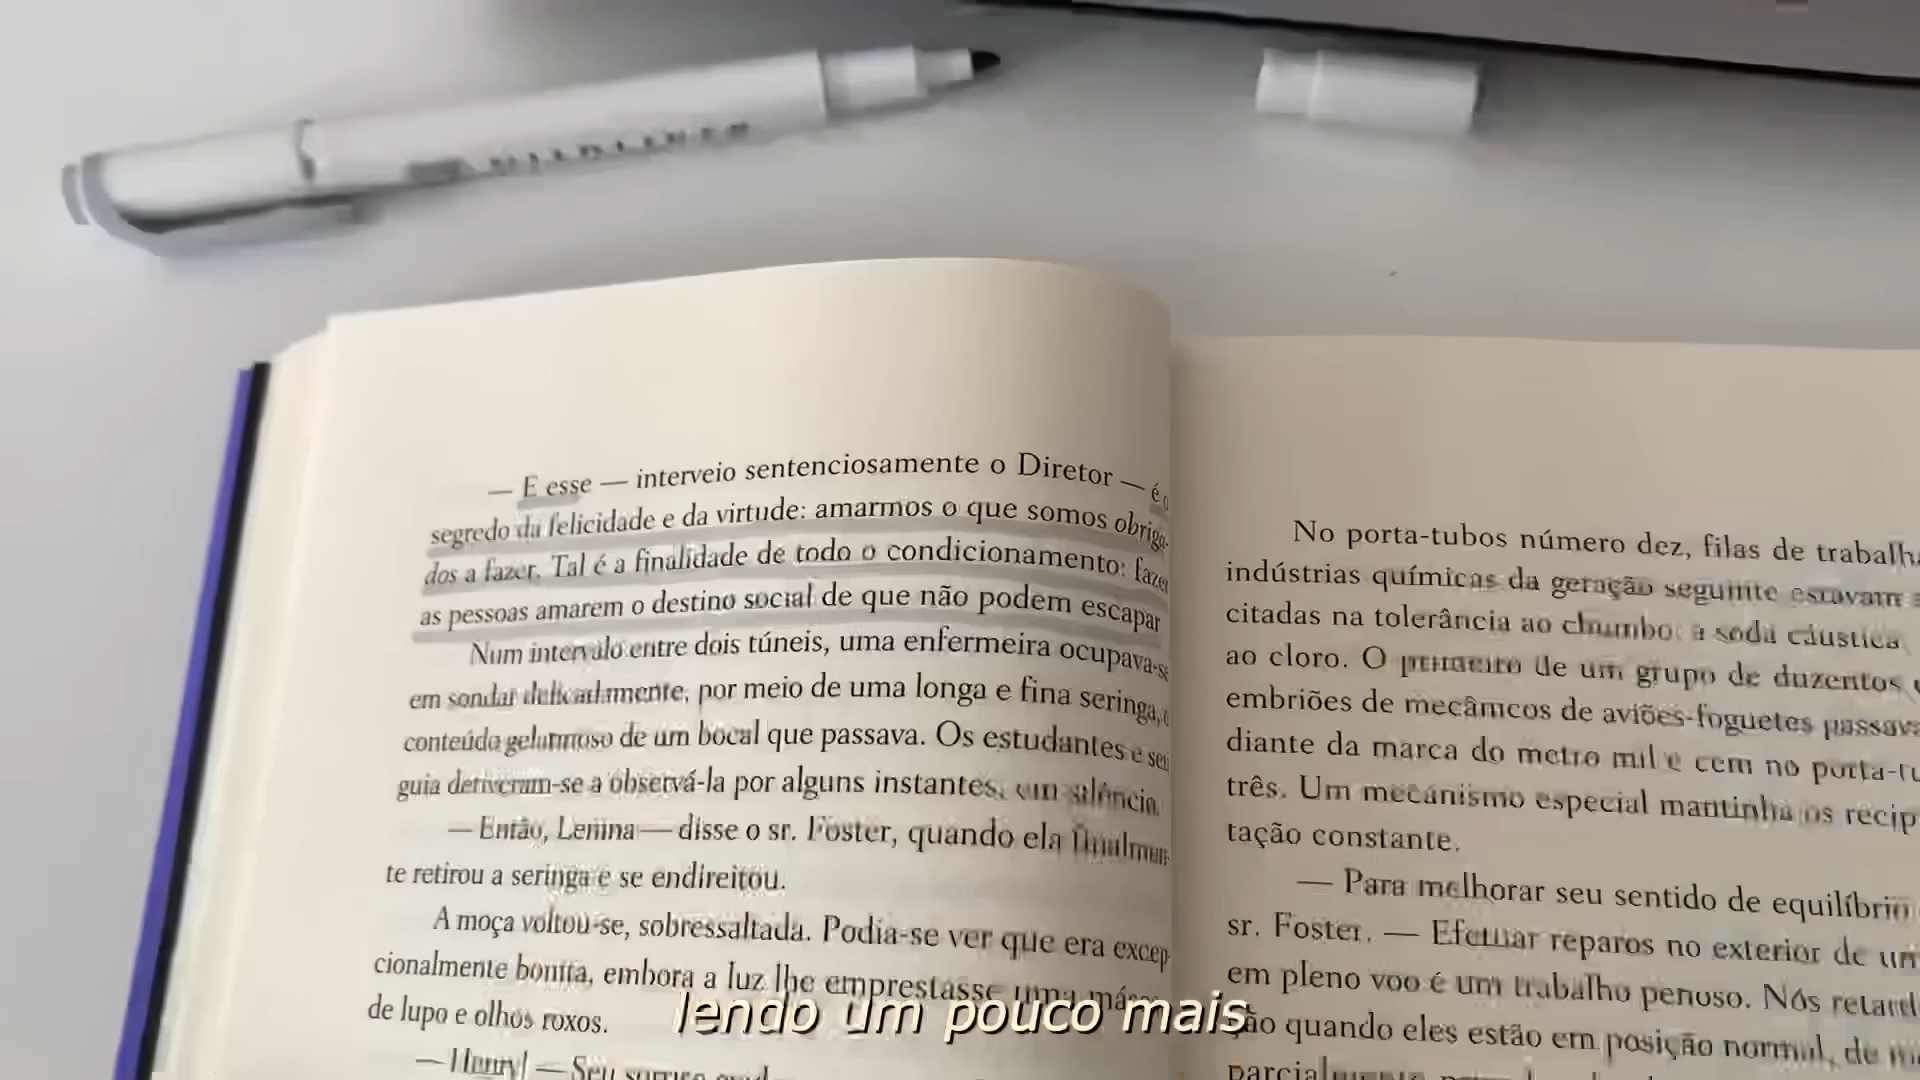 — E esse — interveio sentenciosamente o Diretor — é o
segredo da felicidade e da virtude: amarmos o que somos obriga-
dos a fazer. Tal é a finalidade de todo o condicionamento: fazer
as pessoas amarem o destino social de que não podem escapar
Num intervalo entre dois túneis, uma enfermeira ocupava-se
em sondar delicadamente, por meio de uma longa e fina seringa, o
conteúdo gelatinoso de um bocal que passava. Os estudantes e seu
guia detiveram-se a observá-la por alguns instantes, em silêncio.
— Então, Lenina — disse o sr. Foster, quando ela finalmen-
te retirou a seringa e se endireitou.
A moça voltou-se, sobressaltada. Podia-se ver que era excep-
cionalmente bonita, embora a luz lhe emprestasse uma
de lupo e olhos roxos.
— Henry! — Seu
No porta-tubos número dez, filas de
indústrias químicas da geração seguinte estavam
citadas na tolerância ao chumbo, à soda cáustica,
ao cloro. O primeiro de um grupo de duzentos
embriões de mecânicos de aviões-foguetes
diante da marca do metro mil e cem no
três. Um mecanismo especial mantinha os
tação constante.
— Para melhorar seu sentido de equilíbrio
sr. Foster. — Efetuar reparos no exterior de
em pleno voo é um trabalho penoso. Nós
quando eles estão em posição normal, de
lendo um pouco mais